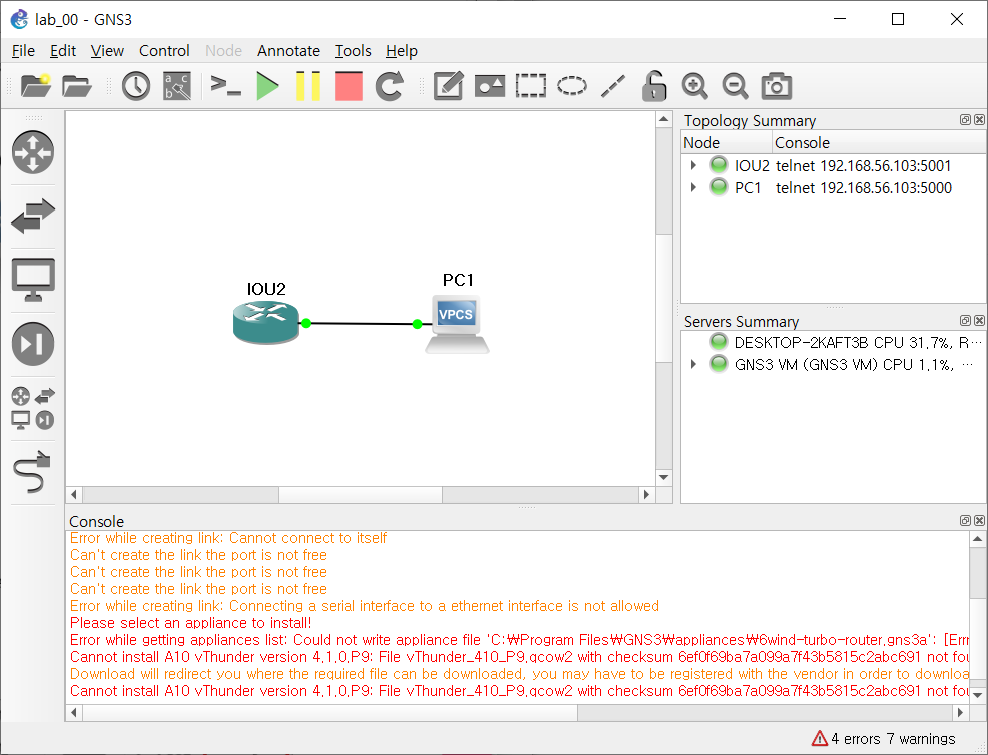 lab_00 - GNS3
File Edit View Control Node Annotate Tools Help
Topology Summary
Node Console
IOU2 telnet 192.168.56.103:5001
PC1 telnet 192.168.56.103:5000
IOU2
PC1
VPCS
Servers Summary
DESKTOP-2KAFT3B CPU 31.7%, R...
GNS3 VM (GNS3 VM) CPU 1.1%, ...
Console
Error while creating link: Cannot connect to itself
Can't create the link the port is not free
Can't create the link the port is not free
Can't create the link the port is not free
Error while creating link: Connecting a serial interface to a ethernet interface is not allowed
Please select an appliance to install!
Error while getting appliances list: Could not write appliance file 'C:₩Program Files₩GNS3₩appliances₩6wind-turbo-router.gns3a': [Err
Cannot install A10 vThunder version 4.1.0.P9: File vThunder_410_P9.qcow2 with checksum 6ef0f69ba7a099a7f43b5815c2abc691 not fou
Download will redirect you where the required file can be downloaded, you may have to be registered with the vendor in order to downloa
Cannot install A10 vThunder version 4.1.0.P9: File vThunder_410_P9.qcow2 with checksum 6ef0f69ba7a099a7f43b5815c2abc691 not fou
4 errors 7 warnings